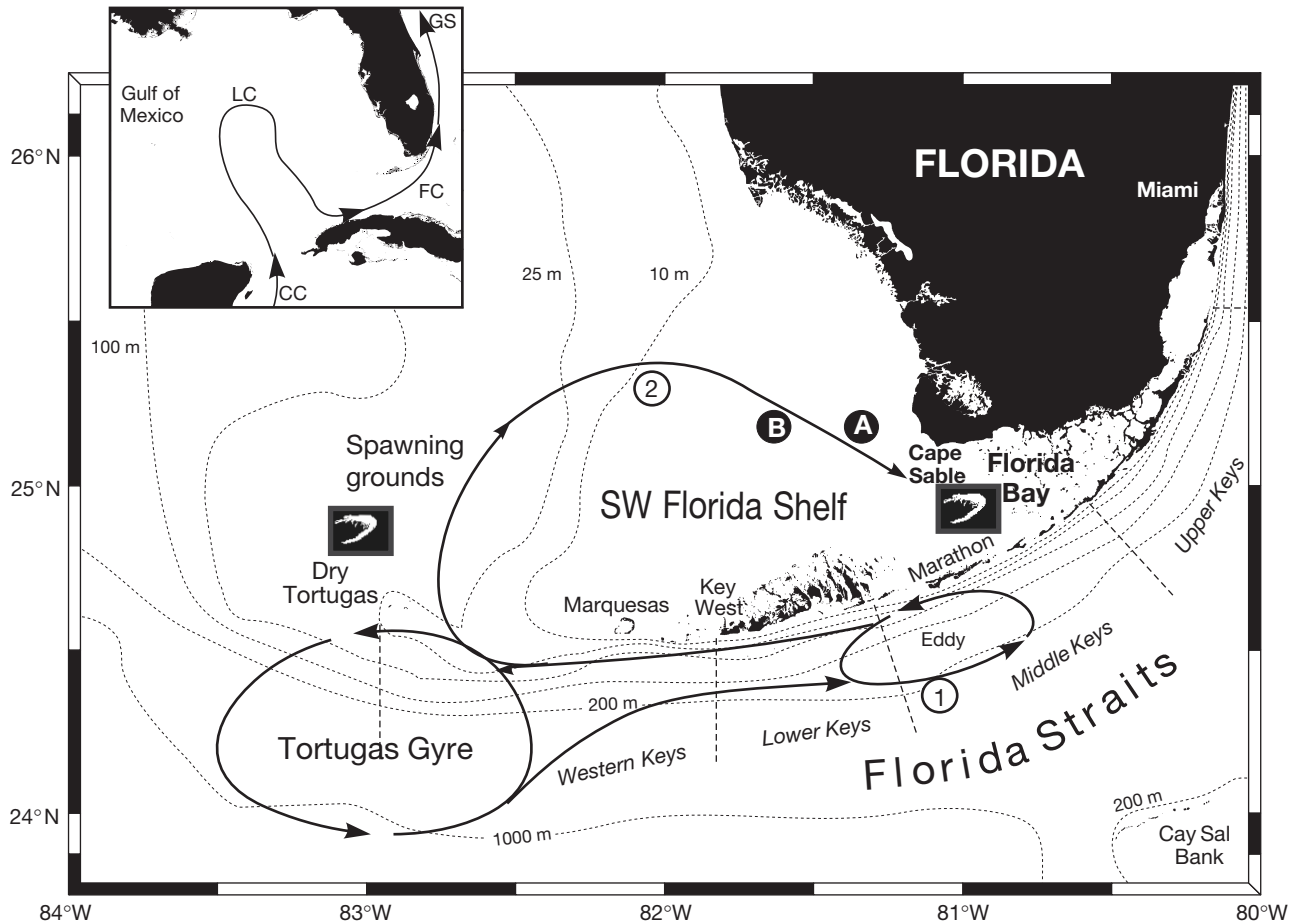 GS
Gulf of
Mexico
LC
FC
CC
26°N
25°N
24°N
FLORIDA
Miami
25 m
10 m
100 m
2
B
A
Spawning
grounds
Cape
Sable
Florida
Bay
SW Florida Shelf
Upper Keys
Dry
Tortugas
Marquesas
Key
West
Marathon
Eddy
Middle Keys
1
200 m
Tortugas Gyre
Western Keys
Lower Keys
Florida Straits
1000 m
200 m
Cay Sal
Bank
84°W
83°W
82°W
81°W
80°W